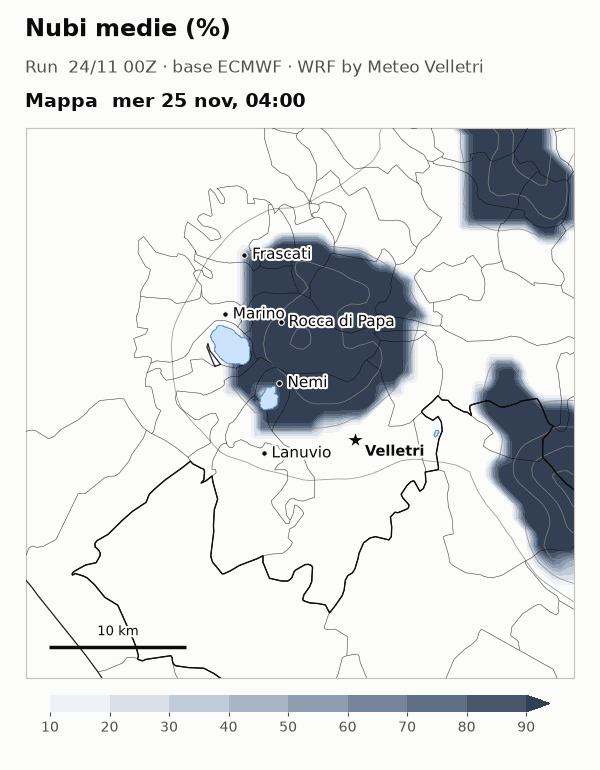 Nubi medie (%)
Run 24/11 00Z · base ECMWF · WRF by Meteo Velletri
Mappa mer 25 nov, 04:00
Frascati
Marino
Rocca di Papa
Nemi
Velletri
Lanuvio
10 km
10 20 30 40 50 60 70 80 90